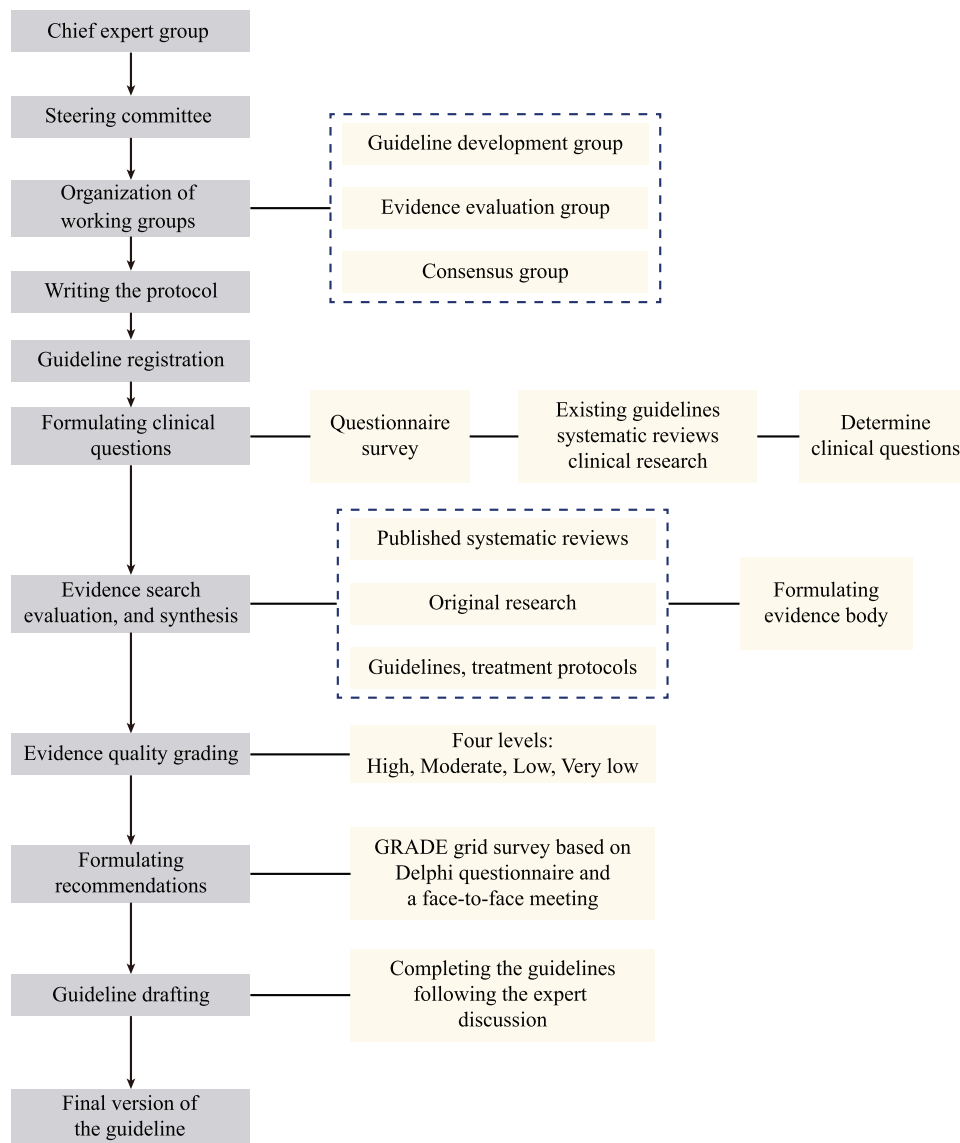 Chief expert group
Steering committee
Organization of
working groups
Guideline development group
Evidence evaluation group
Consensus group
Writing the protocol
Guideline registration
Formulating clinical
questions
Questionnaire
survey
Existing guidelines
systematic reviews
clinical research
Determine
clinical questions
Evidence search
evaluation, and synthesis
Published systematic reviews
Original research
Guidelines, treatment protocols
Formulating
evidence body
Evidence quality grading
Four levels:
High, Moderate, Low, Very low
Formulating
recommendations
GRADE grid survey based on
Delphi questionnaire and
a face-to-face meeting
Guideline drafting
Completing the guidelines
following the expert
discussion
Final version of
the guideline